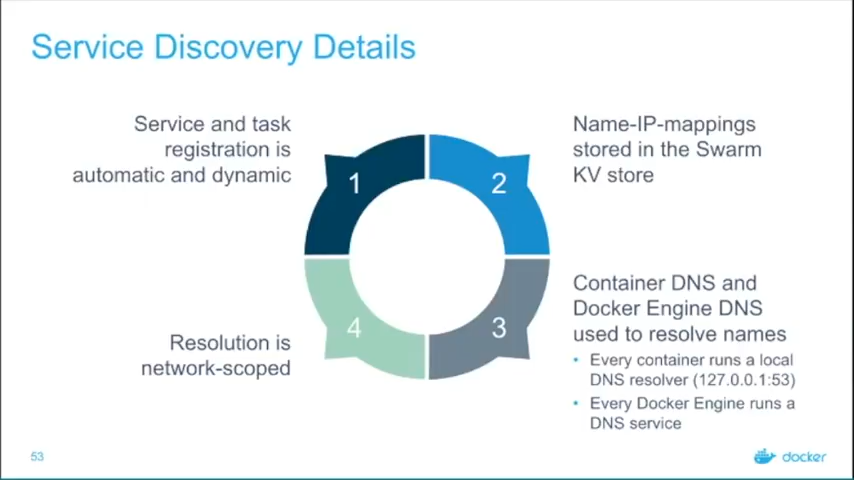 Service Discovery Details
Service and task
registration is
automatic and dynamic
1
2
Name-IP-mappings
stored in the Swarm
KV store
Container DNS and
Docker Engine DNS
used to resolve names
• Every container runs a local
DNS resolver (127.0.0.1:53)
• Every Docker Engine runs a
DNS service
3
4
Resolution is
network-scoped
53
docker